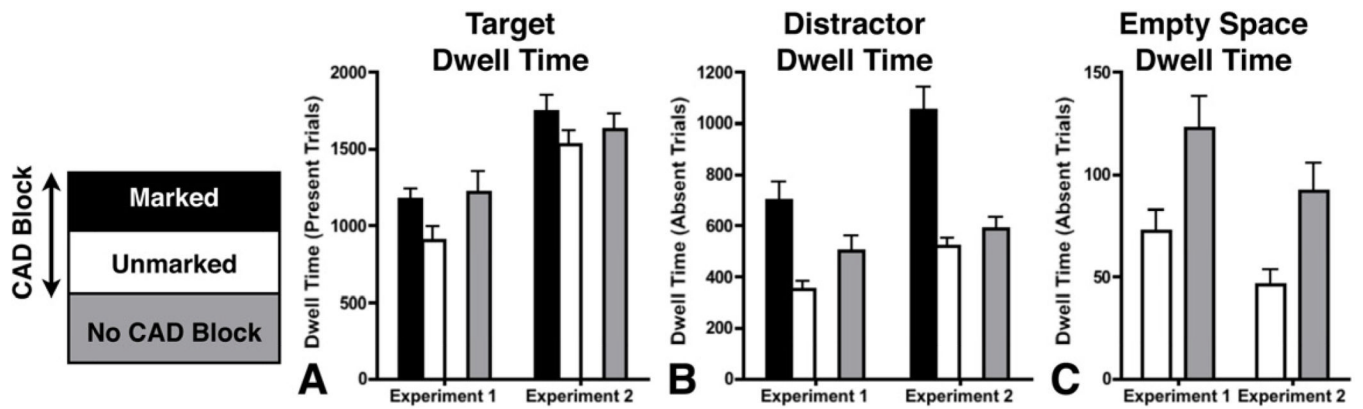 CAD Block
Marked
Unmarked
No CAD Block
Target
Dwell Time
Dwell Time (Present Trials)
2000
1500
1000
500
0
A
Experiment 1
Experiment 2
Distractor
Dwell Time
Dwell Time (Absent Trials)
1200
1000
800
600
400
200
0
B
Experiment 1
Experiment 2
Empty Space
Dwell Time
Dwell Time (Absent Trials)
150
100
50
0
C
Experiment 1
Experiment 2